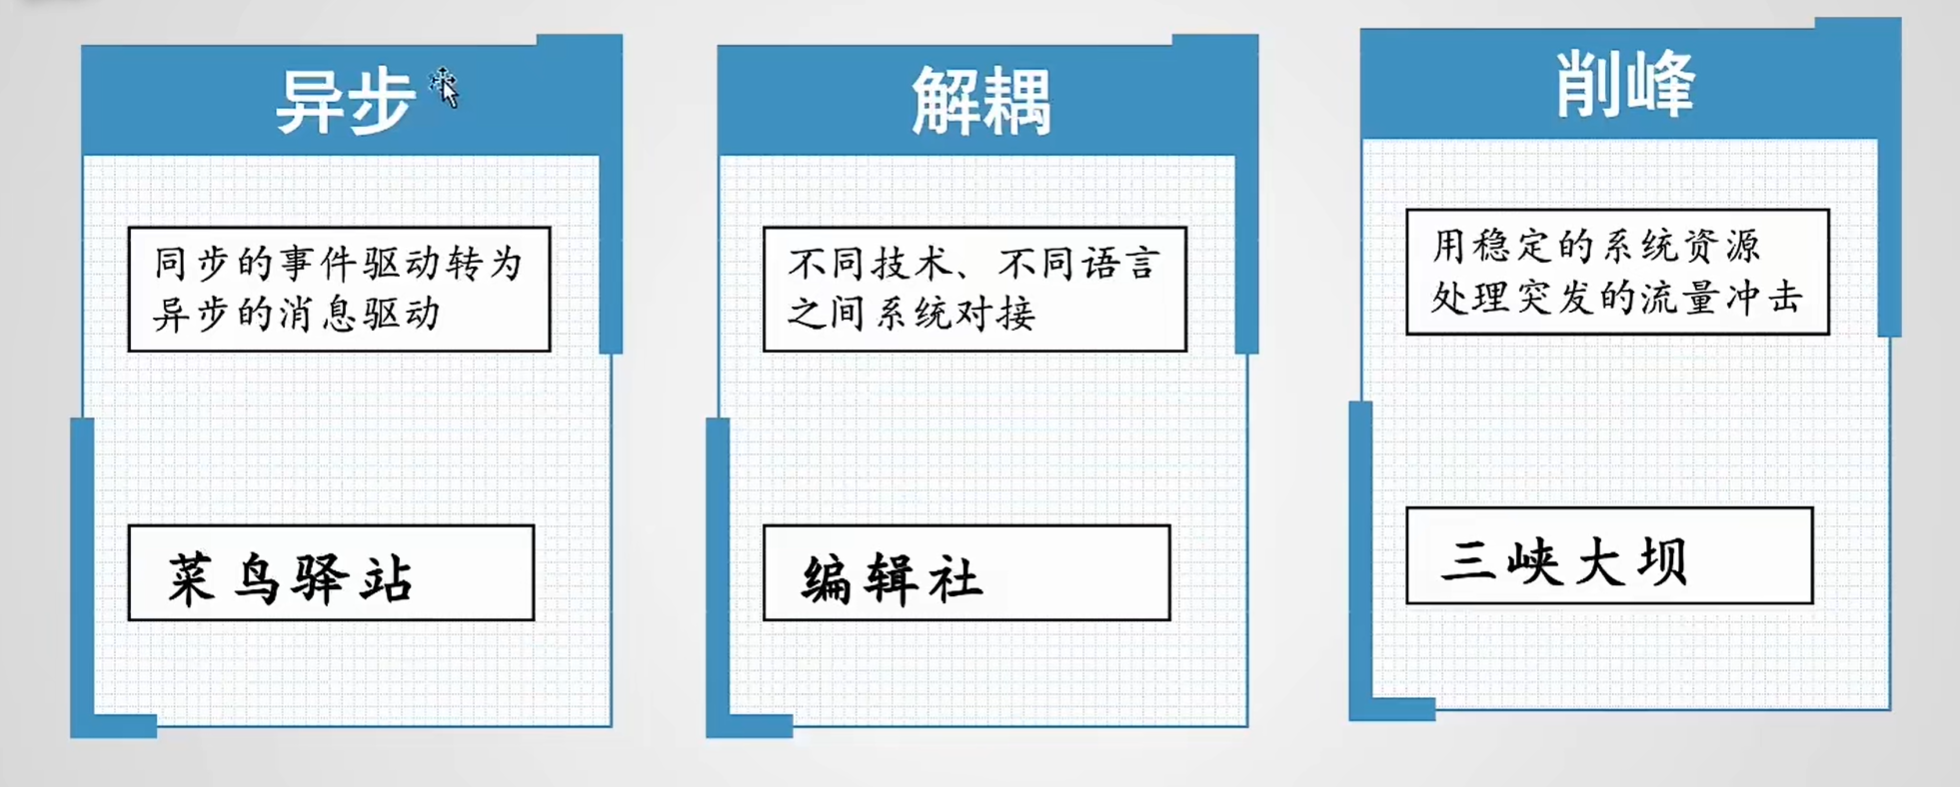 异步
同步的事件驱动转为
异步的消息驱动
菜鸟驿站
解耦
不同技术、不同语言
之间系统对接
编辑社
削峰
用稳定的系统资源
处理突发的流量冲击
三峡大坝